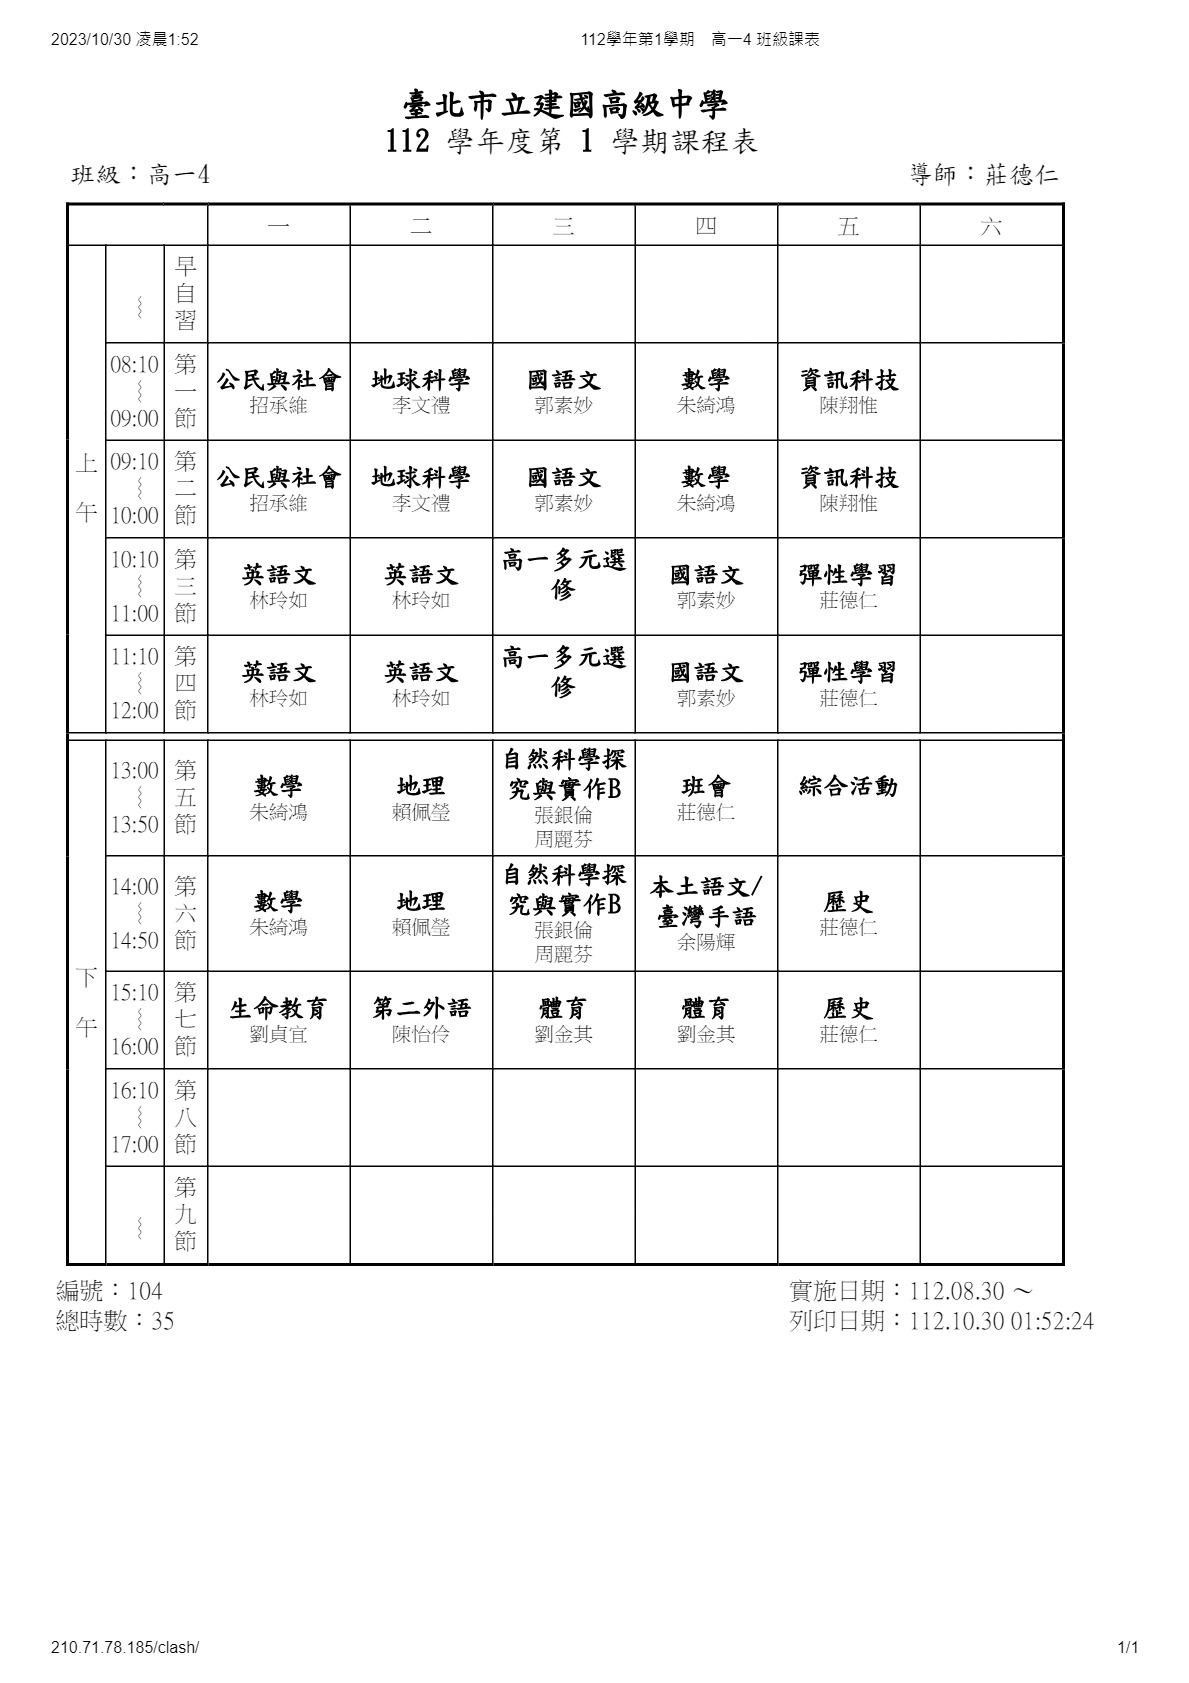 2023/10/30 凌晨1:52
112學年第1學期 高一4 班級課表
臺北市立建國高級中學
112 學年度第 1 學期課程表
班級：高一4
導師：莊德仁
一 二 三 四 五 六
上午
～ 早自習
08:10～09:00 第一節
公民與社會 地球科學 國語文 數學 資訊科技
招承維 李文禮 郭素妙 朱綺鴻 陳翔惟
09:10～10:00 第二節
公民與社會 地球科學 國語文 數學 資訊科技
招承維 李文禮 郭素妙 朱綺鴻 陳翔惟
10:10～11:00 第三節
英語文 英語文 高一多元選修 國語文 彈性學習
林玲如 林玲如 郭素妙 莊德仁
11:10～12:00 第四節
英語文 英語文 高一多元選修 國語文 彈性學習
林玲如 林玲如 郭素妙 莊德仁
下午
13:00～13:50 第五節
數學 地理 自然科學探究與實作B 班會 綜合活動
朱綺鴻 賴佩瑩 張銀倫 周麗芬 莊德仁
14:00～14:50 第六節
數學 地理 自然科學探究與實作B 本土語文/臺灣手語 歷史
朱綺鴻 賴佩瑩 張銀倫 周麗芬 余陽輝 莊德仁
15:10～16:00 第七節
生命教育 第二外語 體育 體育 歷史
劉貞宜 陳怡伶 劉金其 劉金其 莊德仁
16:10～17:00 第八節
～ 第九節
編號：104
總時數：35
實施日期：112.08.30 ～
列印日期：112.10.30 01:52:24
210.71.78.185/clash/
1/1